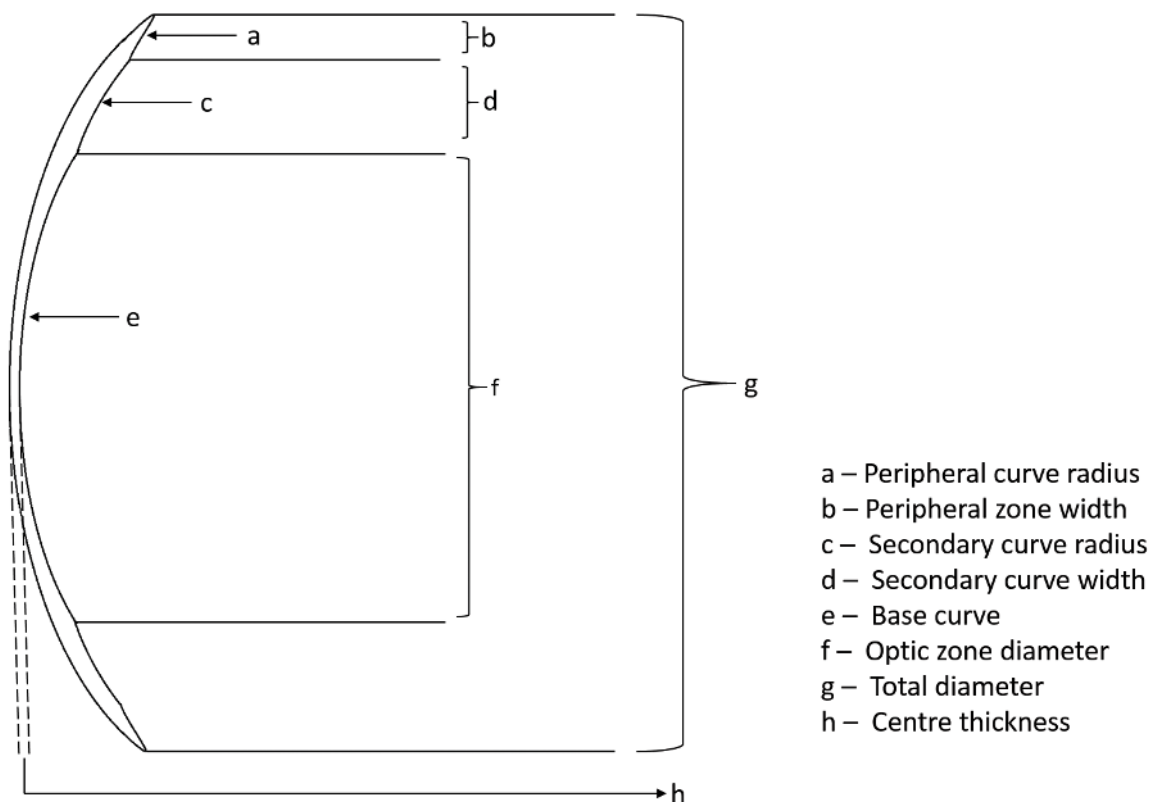 a
b
c
d
e
f
g
a – Peripheral curve radius
b – Peripheral zone width
c – Secondary curve radius
d – Secondary curve width
e – Base curve
f – Optic zone diameter
g – Total diameter
h – Centre thickness
h